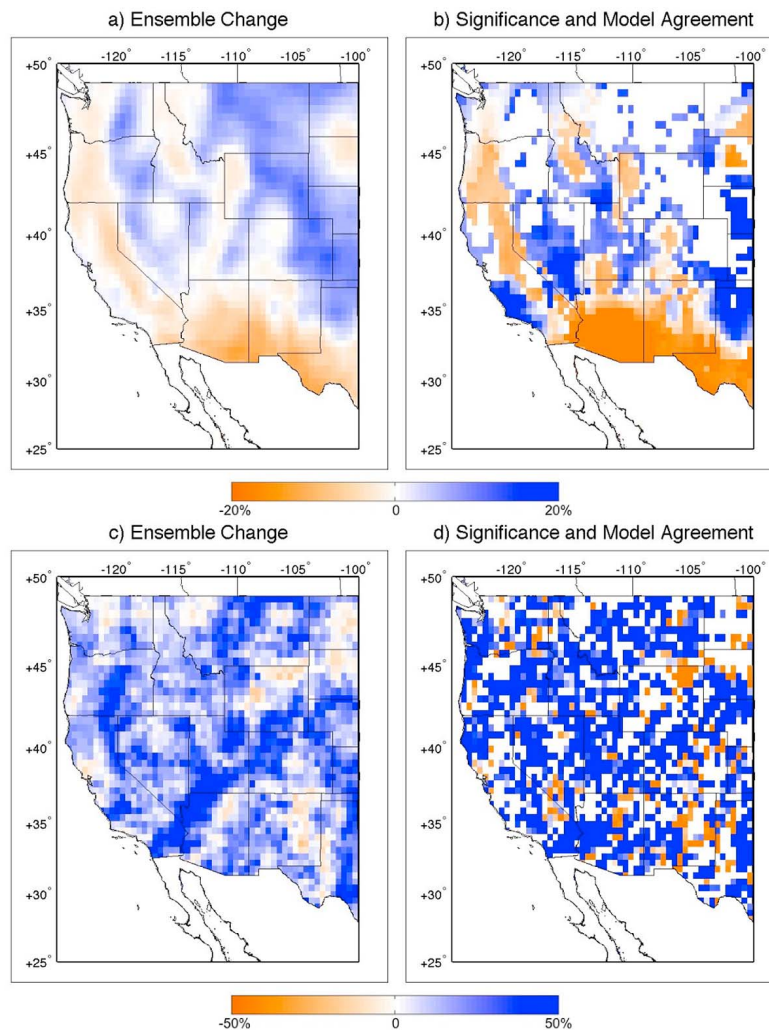 a) Ensemble Change
b) Significance and Model Agreement
-120° -115° -110° -105° -100°
-120° -115° -110° -105° -100°
+50°
+45°
+40°
+35°
+30°
+25°
+50°
+45°
+40°
+35°
+30°
+25°
-20% 0 20%
c) Ensemble Change
d) Significance and Model Agreement
-120° -115° -110° -105° -100°
-120° -115° -110° -105° -100°
+50°
+45°
+40°
+35°
+30°
+25°
+50°
+45°
+40°
+35°
+30°
+25°
-50% 0 50%